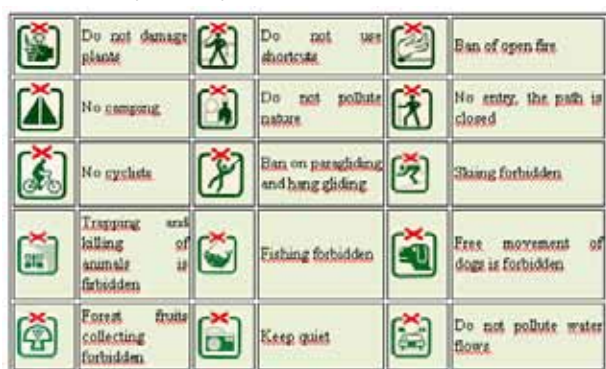 Do not damage
plants
Do not use
shortcuts
Ban of open fire
No camping
Do not pollute
nature
No entry, the path is
closed
No cyclists
Ban on paragliding
and hang gliding
Skiing forbidden
Trapping and
killing of
animals is
firbidden
Fishing forbidden
Free movement of
dogs is forbidden
Forest fruits
collecting
forbidden
Keep quiet
Do not pollute water
flows